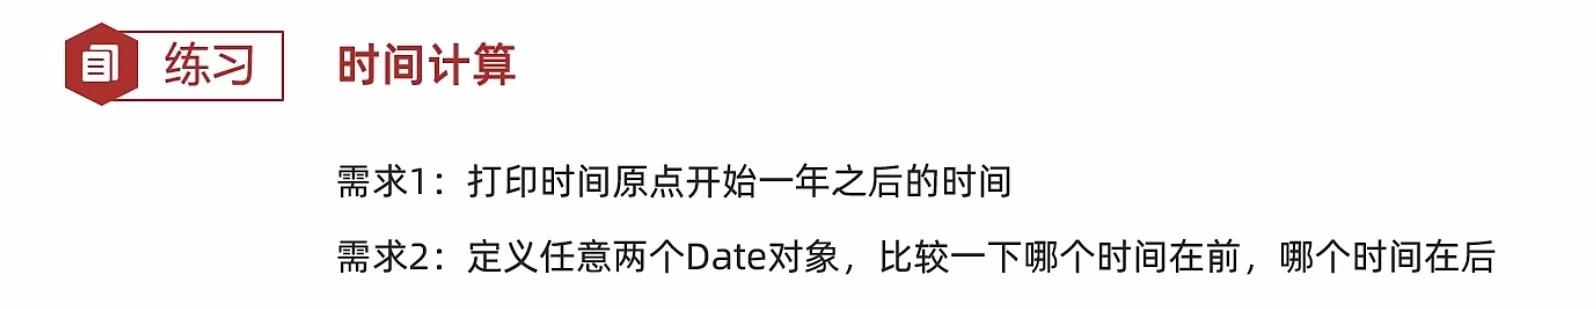 练习
时间计算
需求1：打印时间原点开始一年之后的时间
需求2：定义任意两个Date对象，比较一下哪个时间在前，哪个时间在后